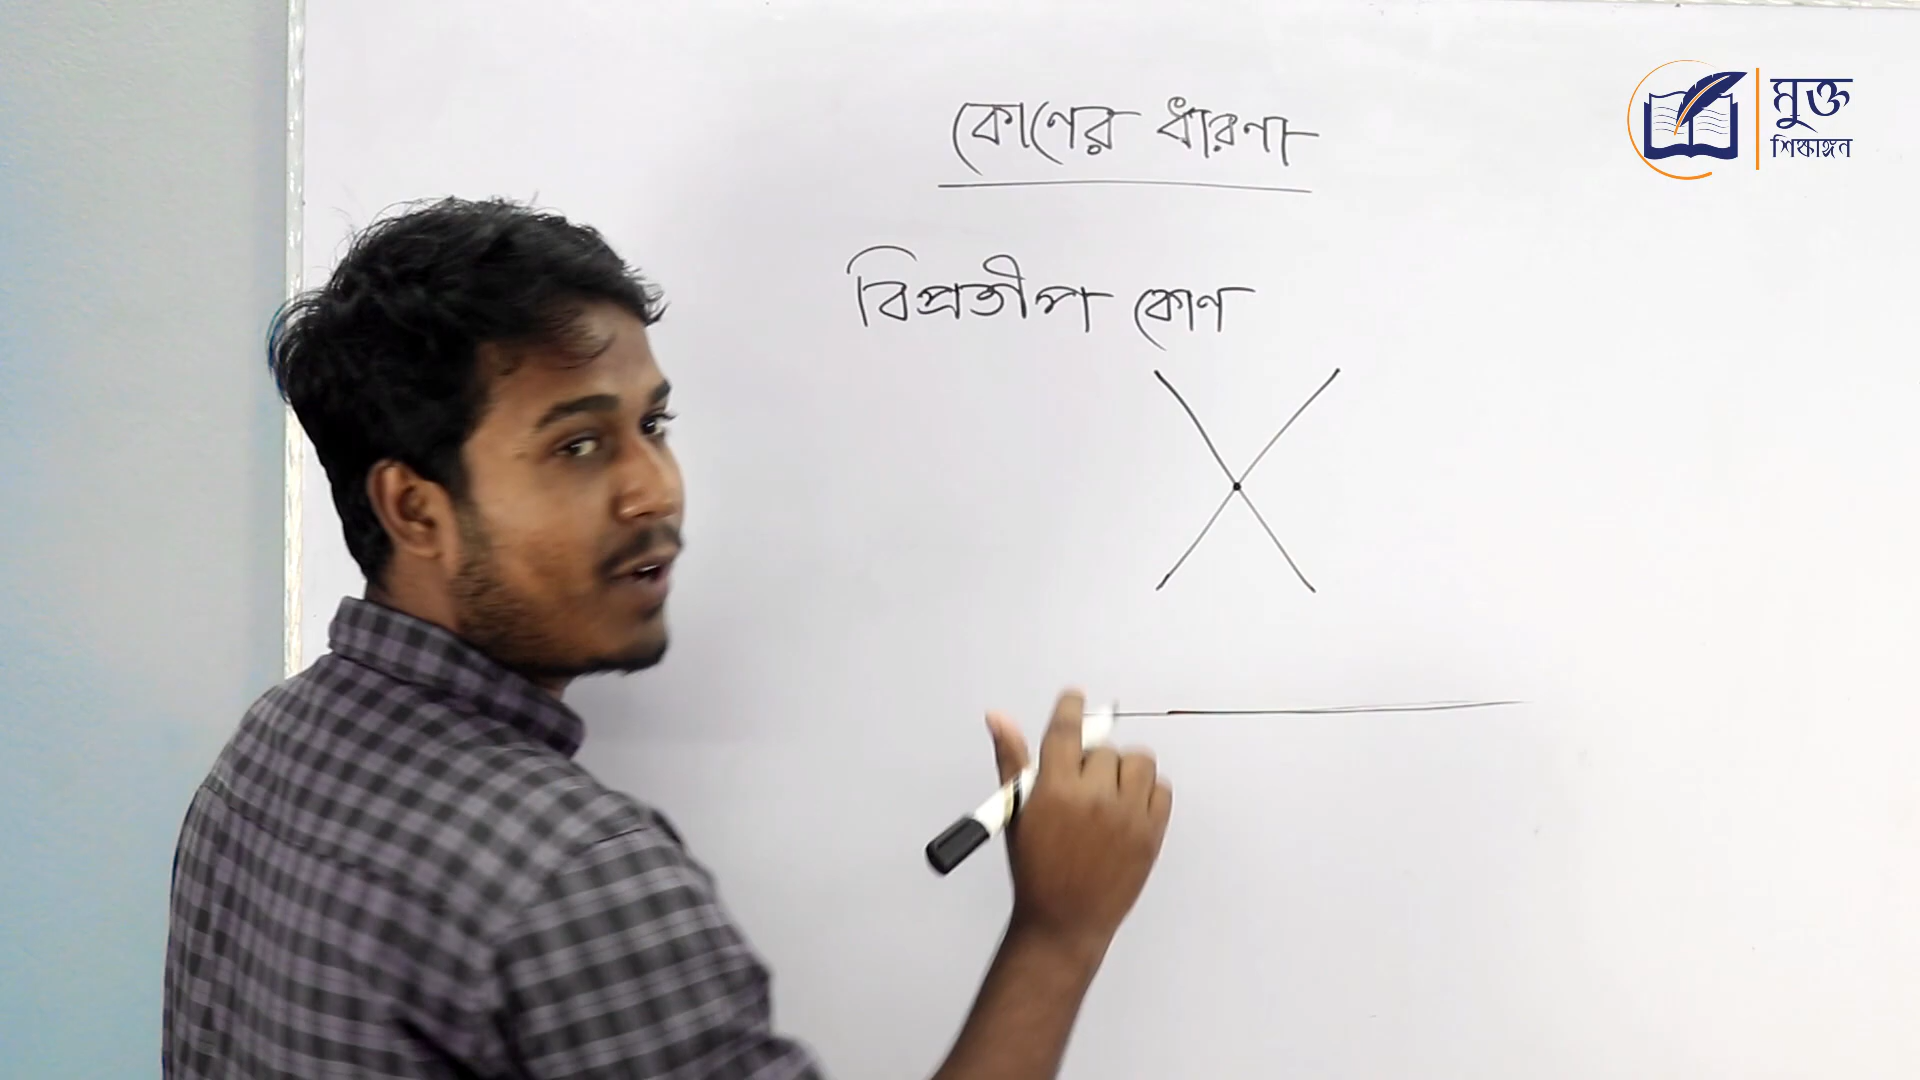 কোণের ধারণা
বিপ্রতীপ কোণ
মুক্ত
শিক্ষাঙ্গন